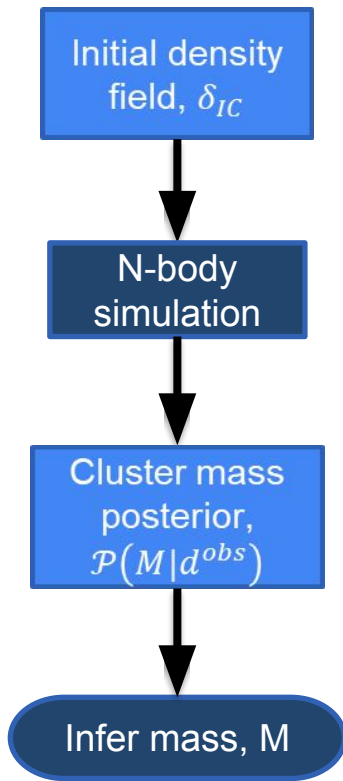 Initial density
field, δ_IC
N-body
simulation
Cluster mass
posterior,
𝒫(M|d^obs)
Infer mass, M